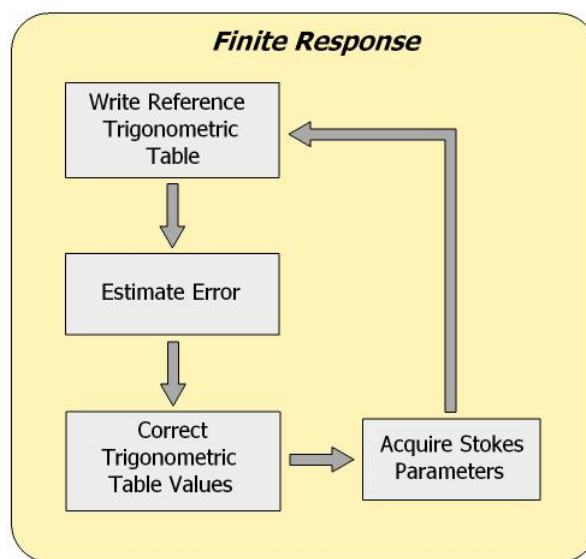 Finite Response
Write Reference
Trigonometric
Table
Estimate Error
Correct
Trigonometric
Table Values
Acquire Stokes
Parameters